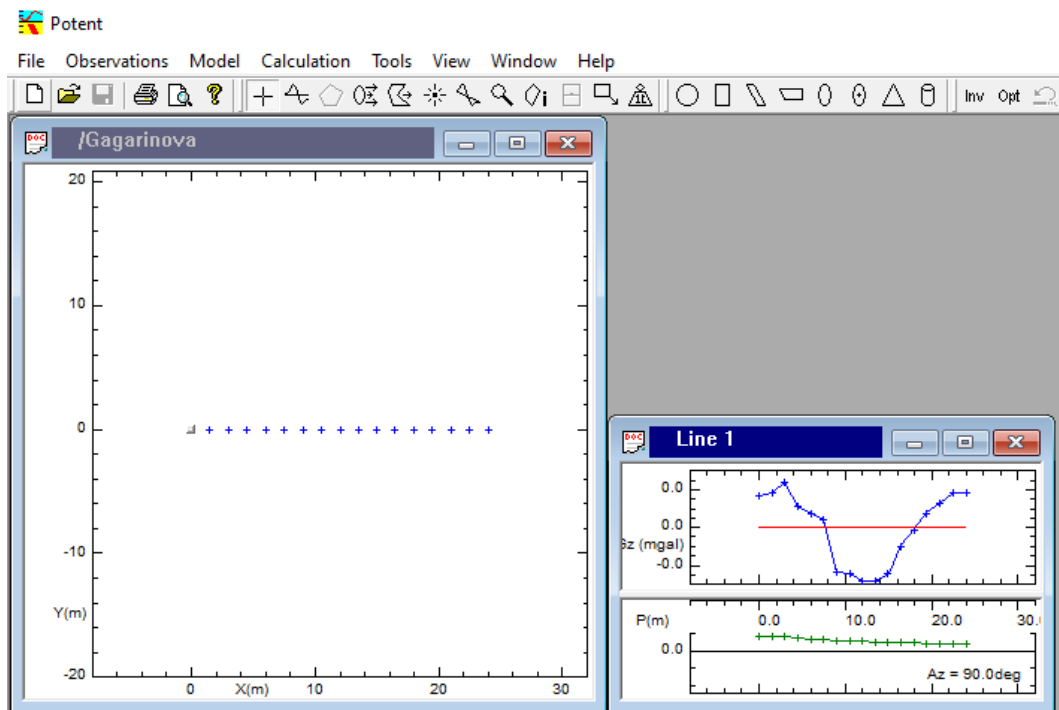 Potent
File Observations Model Calculation Tools View Window Help
Inv Opt
/Gagarinova
20
10
0
-10
Y(m)
-20
0 X(m) 10 20 30
Line 1
0.0
0.0
Gz (mgal)
-0.0
P(m) 0.0 10.0 20.0 30.
0.0
Az = 90.0deg